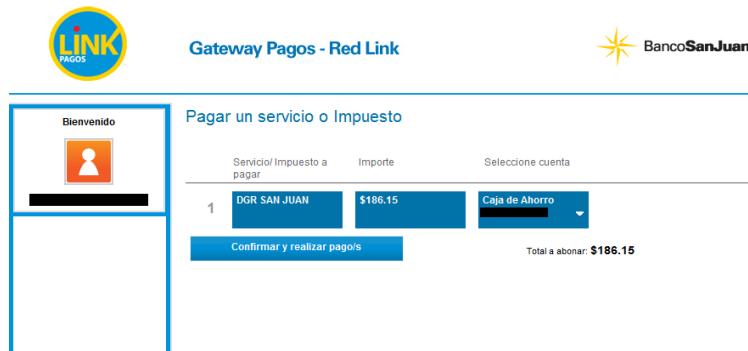 LINK
PAGOS
Gateway Pagos - Red Link
BancoSanJuan
Bienvenido
Pagar un servicio o Impuesto
Servicio/ Impuesto a
pagar
Importe
Seleccione cuenta
1
DGR SAN JUAN
$186.15
Caja de Ahorro
Confirmar y realizar pago/s
Total a abonar: $186.15